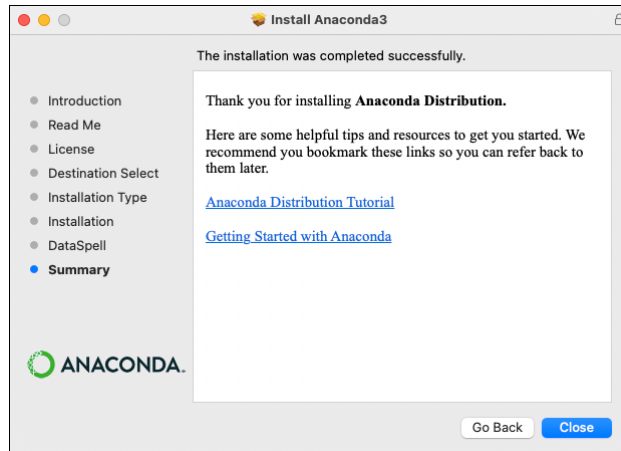 Install Anaconda3
The installation was completed successfully.
Introduction
Read Me
License
Destination Select
Installation Type
Installation
DataSpell
Summary
ANACONDA.
Thank you for installing Anaconda Distribution.
Here are some helpful tips and resources to get you started. We
recommend you bookmark these links so you can refer back to
them later.
Anaconda Distribution Tutorial
Getting Started with Anaconda
Go Back
Close